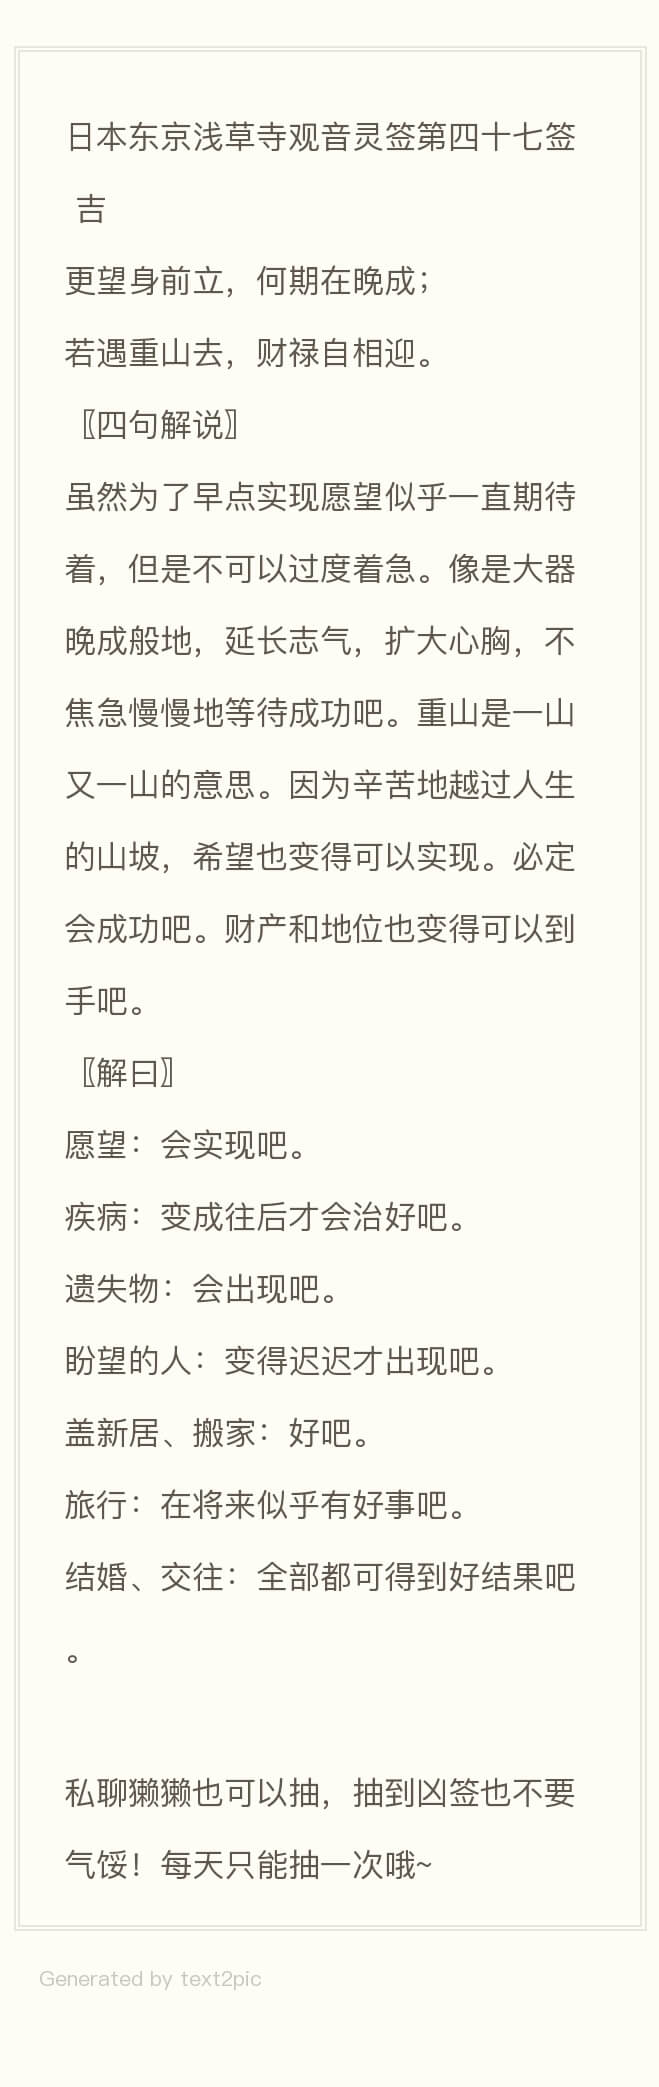 日本东京浅草寺观音灵签第四十七签
吉
更望身前立，何期在晚成；
若遇重山去，财禄自相迎。
〖四句解说〗
虽然为了早点实现愿望似乎一直期待
着，但是不可以过度着急。像是大器
晚成般地，延长志气，扩大心胸，不
焦急慢慢地等待成功吧。重山是一山
又一山的意思。因为辛苦地越过人生
的山坡，希望也变得可以实现。必定
会成功吧。财产和地位也变得可以到
手吧。
〖解曰〗
愿望：会实现吧。
疾病：变成往后才会治好吧。
遗失物：会出现吧。
盼望的人：变得迟迟才出现吧。
盖新居、搬家：好吧。
旅行：在将来似乎有好事吧。
结婚、交往：全部都可得到好结果吧
。
私聊獭獭也可以抽，抽到凶签也不要
气馁！每天只能抽一次哦~
Generated by text2pic